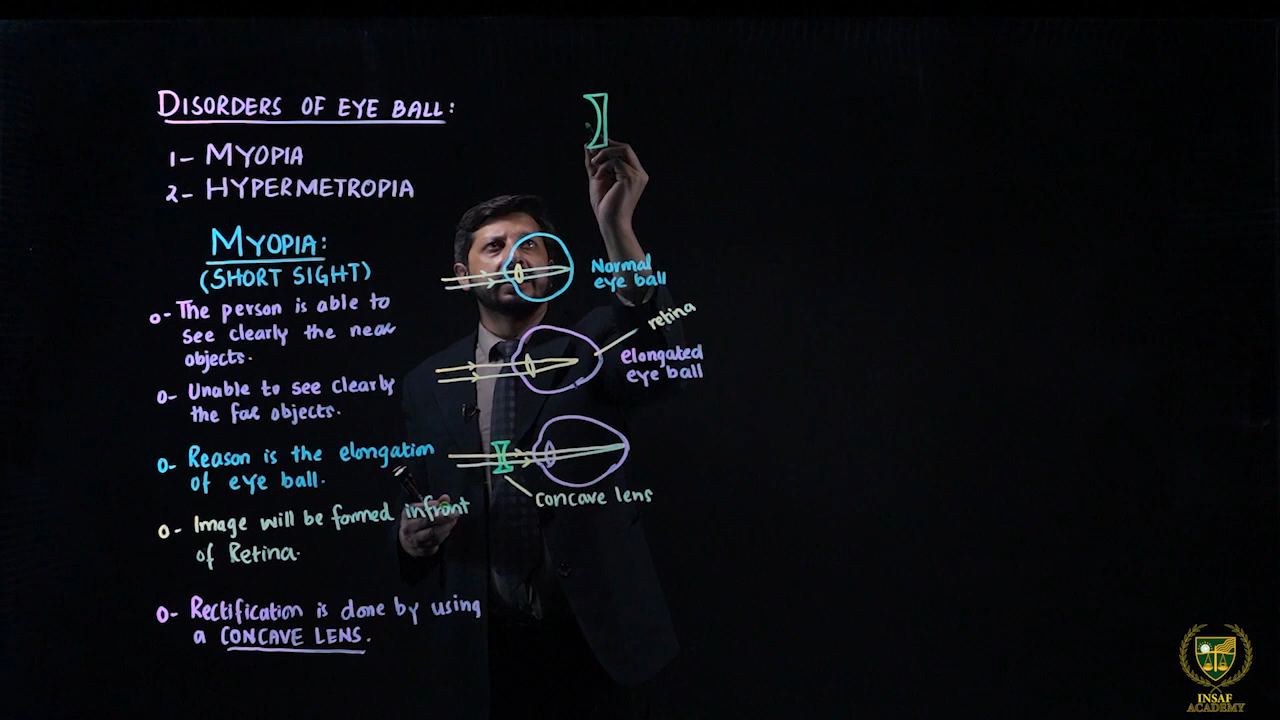 DISORDERS OF EYE BALL:
1- MYOPIA
2- HYPERMETROPIA
MYOPIA:
(SHORT SIGHT)
o- The person is able to
see clearly the near
objects.
o- Unable to see clearly
the far objects.
o- Reason is the elongation
of eye ball.
o- Image will be formed infront
of Retina.
o- Rectification is done by using
a CONCAVE LENS.
Normal
eye ball
retina
elongated
eye ball
concave lens
INSAF
ACADEMY